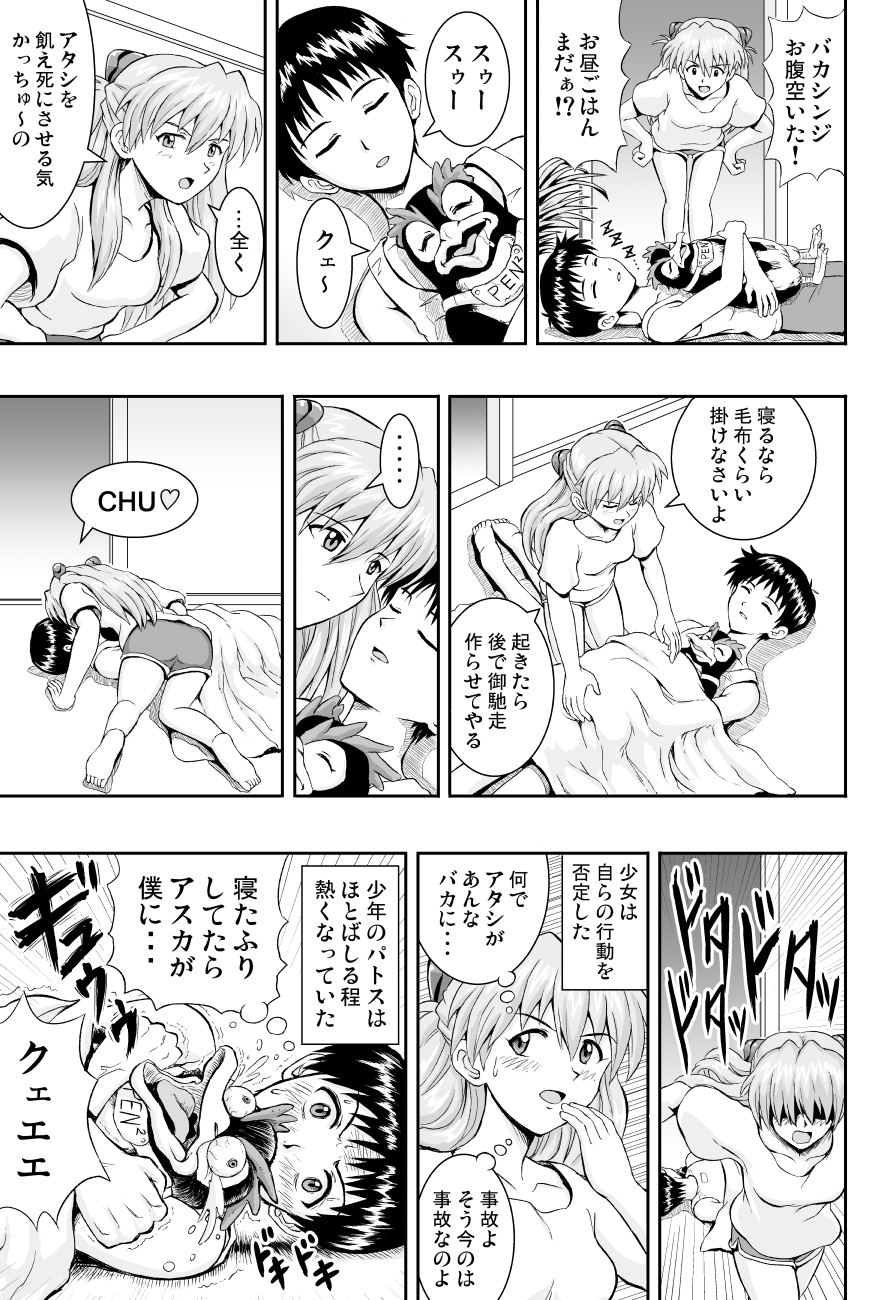 バカシンジ
お腹空いた!
お昼ごはん
まだぁ!?
ZNZZ
スゥー
スゥー
クェ~
PEN²
…全く
アタシを
飢え死にさせる気
かっちゅ~の
寝るなら
毛布くらい
掛けなさいよ
起きたら
後で御馳走
作らせてやる
・・・・
CHU♡
ドタドタッ
ドタドタッ
少女は
自らの行動を
否定した
何で
アタシが
あんな
バカに・・・
事故よ
そう今のは
事故なのよ
少年のパトスは
ほとばしる程
熱くなっていた
寝たふり
してたら
アスカが
僕に・・・
ギュウゥッ
クェエエ
EN²
ドキドキ